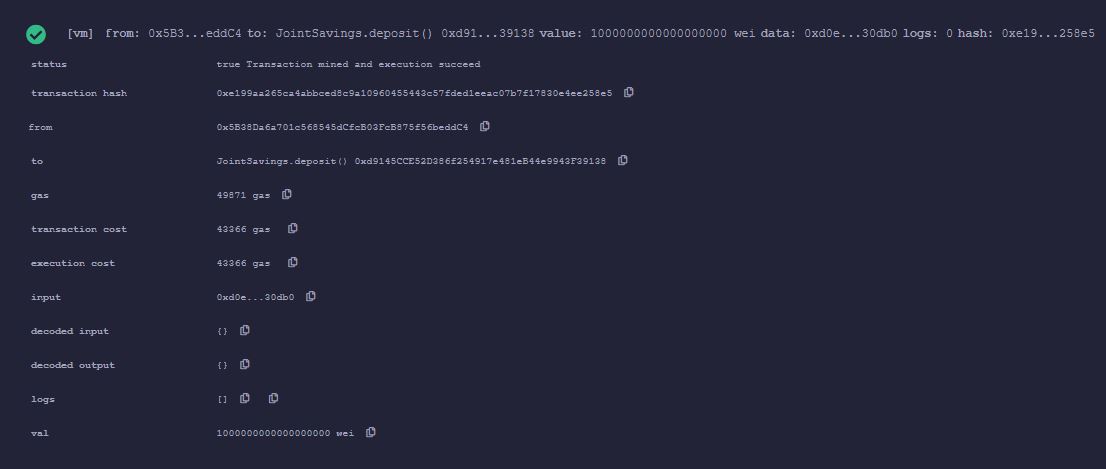 [vm] from: 0x5B3...eddC4 to: JointSavings.deposit() 0xd91...39138 value: 1000000000000000000 wei data: 0xd0e...30db0 logs: 0 hash: 0xe19...258e5
status true Transaction mined and execution succeed
transaction hash 0xe199aa265ca4abbced8c9a10960455443c57fded1eeac07b7f17830e4ee258e5
from 0x5B38Da6a701c568545dCfcB03FcB875f56beddC4
to JointSavings.deposit() 0xd9145CCE52D386f254917e481eB44e9943F39138
gas 49871 gas
transaction cost 43366 gas
execution cost 43366 gas
input 0xd0e...30db0
decoded input {}
decoded output {}
logs []
val 1000000000000000000 wei